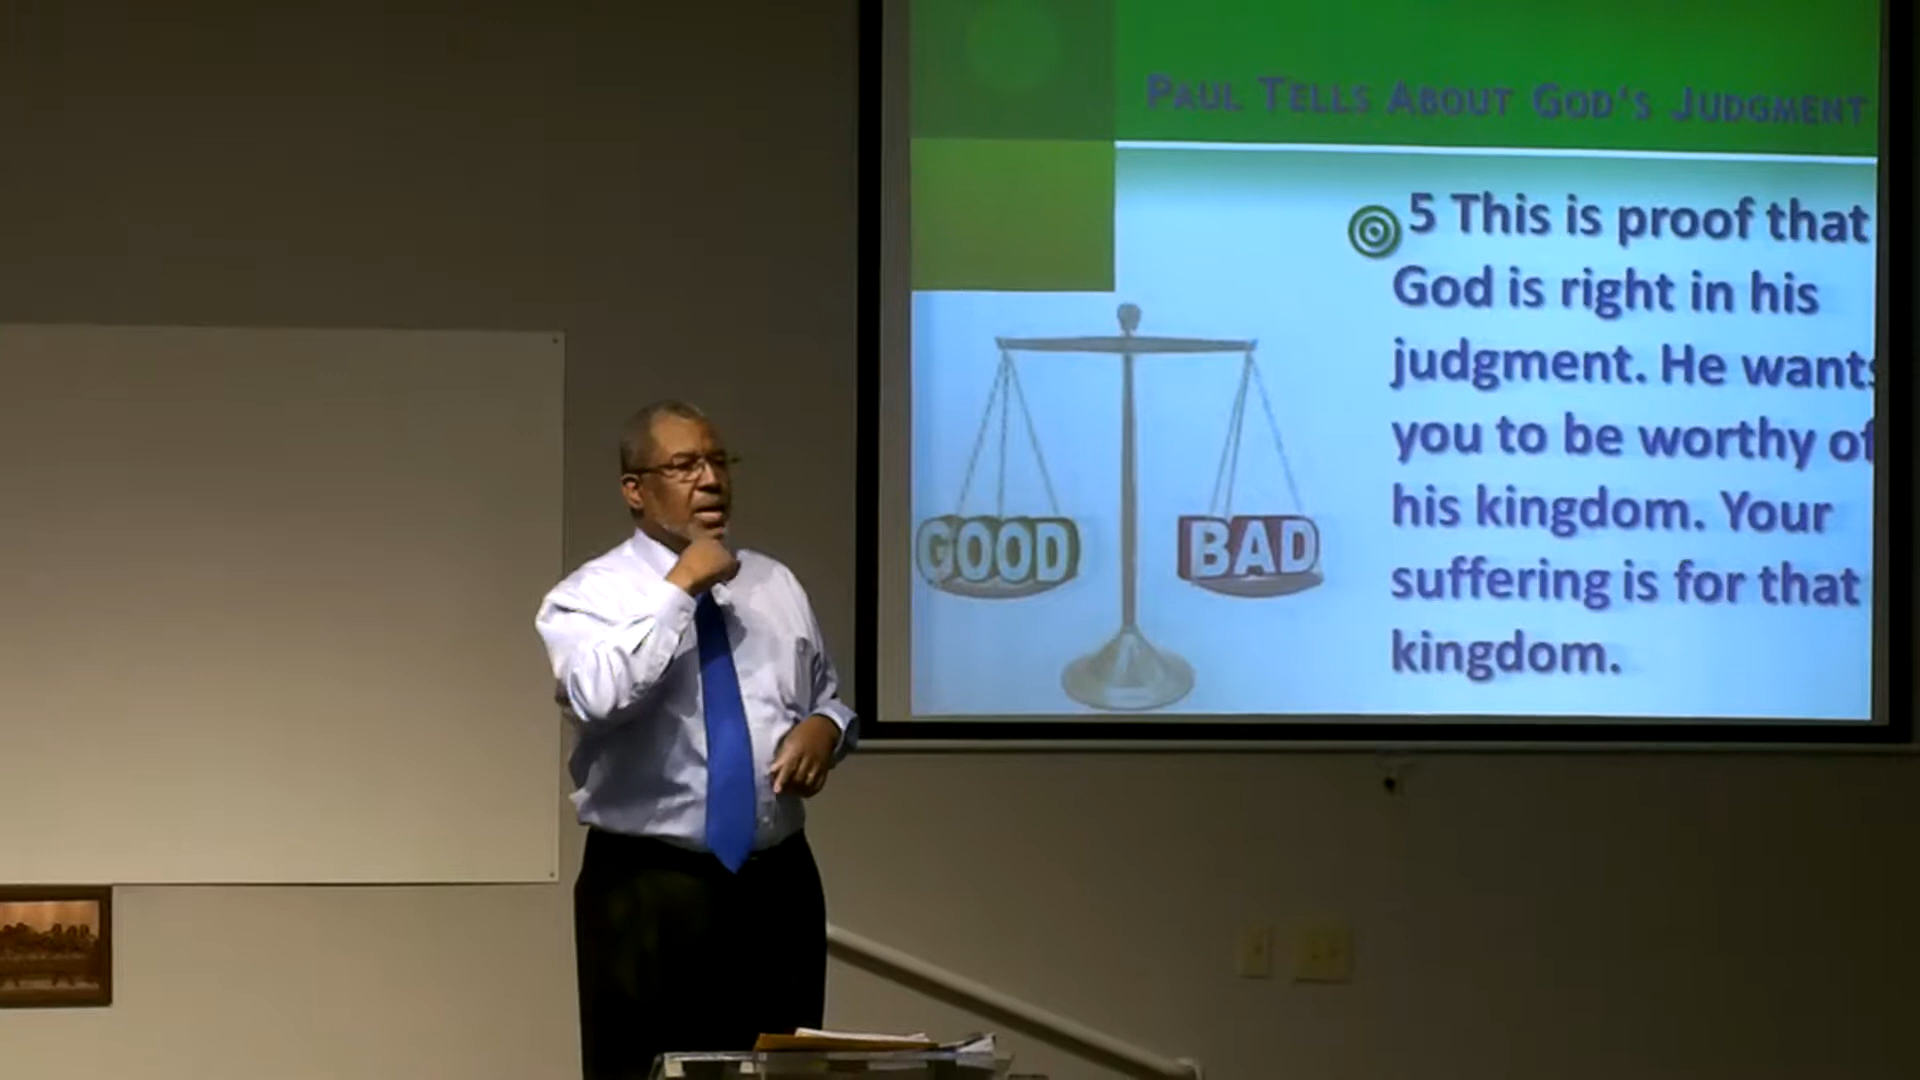 PAUL TELLS ABOUT GOD'S JUDGMENT
5 This is proof that
God is right in his
judgment. He wants
you to be worthy of
his kingdom. Your
suffering is for that
kingdom.
GOOD
BAD